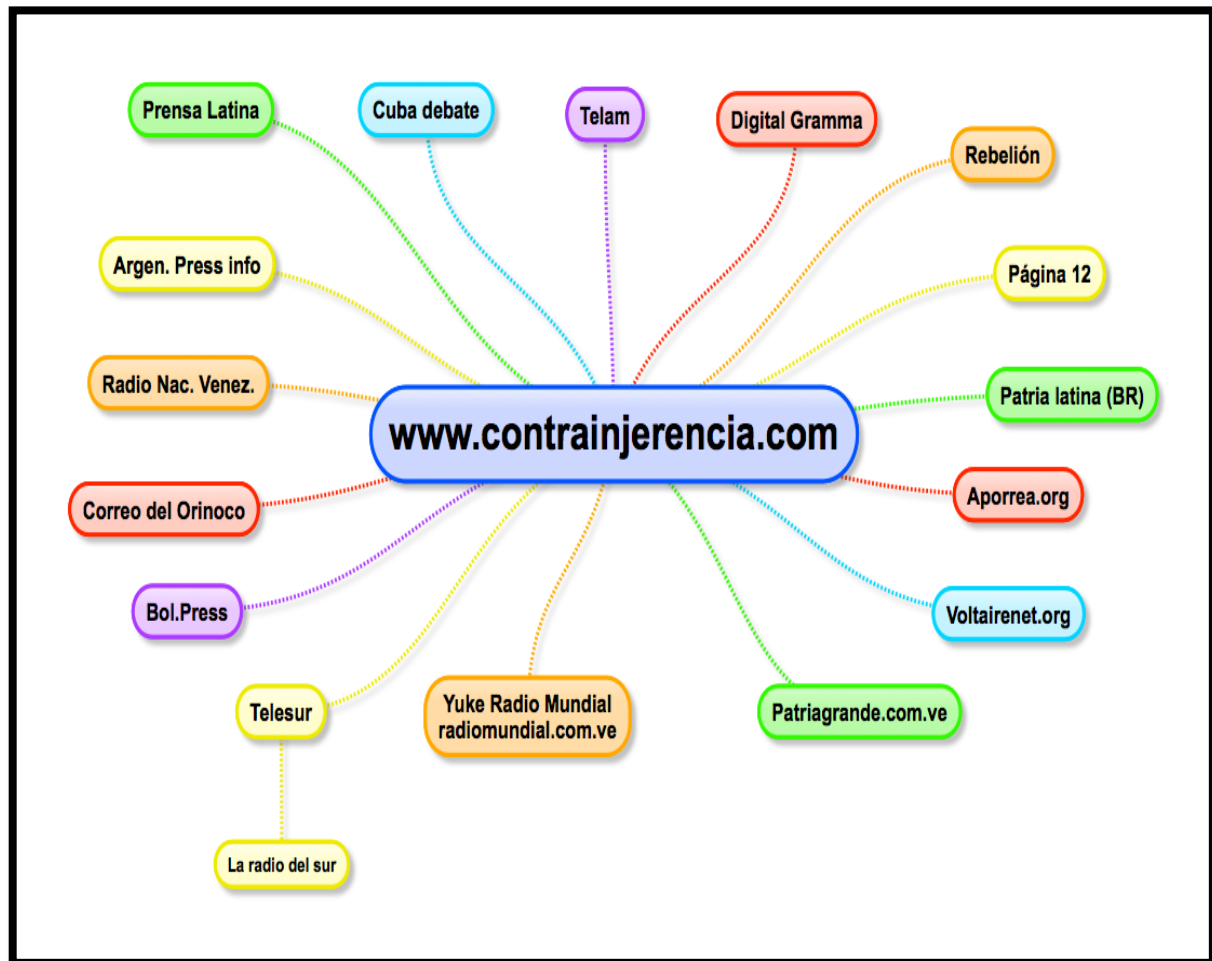 Prensa Latina
Cuba debate
Telam
Digital Gramma
Rebelión
Argen. Press info
Página 12
Radio Nac. Venez.
Patria latina (BR)
www.contrainjerencia.com
Correo del Orinoco
Aporrea.org
Bol.Press
Voltairenet.org
Telesur
Yuke Radio Mundial
radiomundial.com.ve
Patriagrande.com.ve
La radio del sur